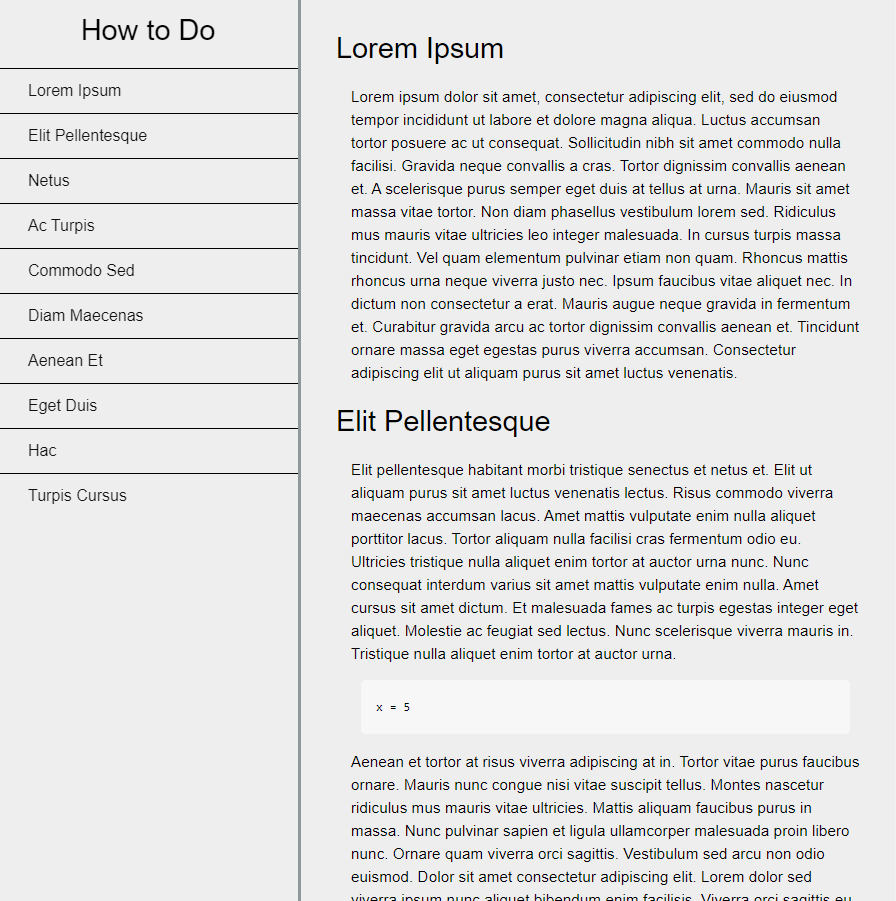 How to Do
Lorem Ipsum
Elit Pellentesque
Netus
Ac Turpis
Commodo Sed
Diam Maecenas
Aenean Et
Eget Duis
Hac
Turpis Cursus
Lorem Ipsum
Lorem ipsum dolor sit amet, consectetur adipiscing elit, sed do eiusmod
tempor incididunt ut labore et dolore magna aliqua. Luctus accumsan
tortor posuere ac ut consequat. Sollicitudin nibh sit amet commodo nulla
facilisi. Gravida neque convallis a cras. Tortor dignissim convallis aenean
et. A scelerisque purus semper eget duis at tellus at urna. Mauris sit amet
massa vitae tortor. Non diam phasellus vestibulum lorem sed. Ridiculus
mus mauris vitae ultricies leo integer malesuada. In cursus turpis massa
tincidunt. Vel quam elementum pulvinar etiam non quam. Rhoncus mattis
rhoncus urna neque viverra justo nec. Ipsum faucibus vitae aliquet nec. In
dictum non consectetur a erat. Mauris augue neque gravida in fermentum
et. Curabitur gravida arcu ac tortor dignissim convallis aenean et. Tincidunt
ornare massa eget egestas purus viverra accumsan. Consectetur
adipiscing elit ut aliquam purus sit amet luctus venenatis.
Elit Pellentesque
Elit pellentesque habitant morbi tristique senectus et netus et. Elit ut
aliquam purus sit amet luctus venenatis lectus. Risus commodo viverra
maecenas accumsan lacus. Amet mattis vulputate enim nulla aliquet
porttitor lacus. Tortor aliquam nulla facilisi cras fermentum odio eu.
Ultricies tristique nulla aliquet enim tortor at auctor urna nunc. Nunc
consequat interdum varius sit amet mattis vulputate enim nulla. Amet
cursus sit amet dictum. Et malesuada fames ac turpis egestas integer eget
aliquet. Molestie ac feugiat sed lectus. Nunc scelerisque viverra mauris in.
Tristique nulla aliquet enim tortor at auctor urna.
x = 5
Aenean et tortor at risus viverra adipiscing at in. Tortor vitae purus faucibus
ornare. Mauris nunc congue nisi vitae suscipit tellus. Montes nascetur
ridiculus mus mauris vitae ultricies. Mattis aliquam faucibus purus in
massa. Nunc pulvinar sapien et ligula ullamcorper malesuada proin libero
nunc. Ornare quam viverra orci sagittis. Vestibulum sed arcu non odio
euismod. Dolor sit amet consectetur adipiscing elit. Lorem dolor sed
viverra ipsum nunc aliquet bibendum enim facilisis. Viverra orci sagittis eu